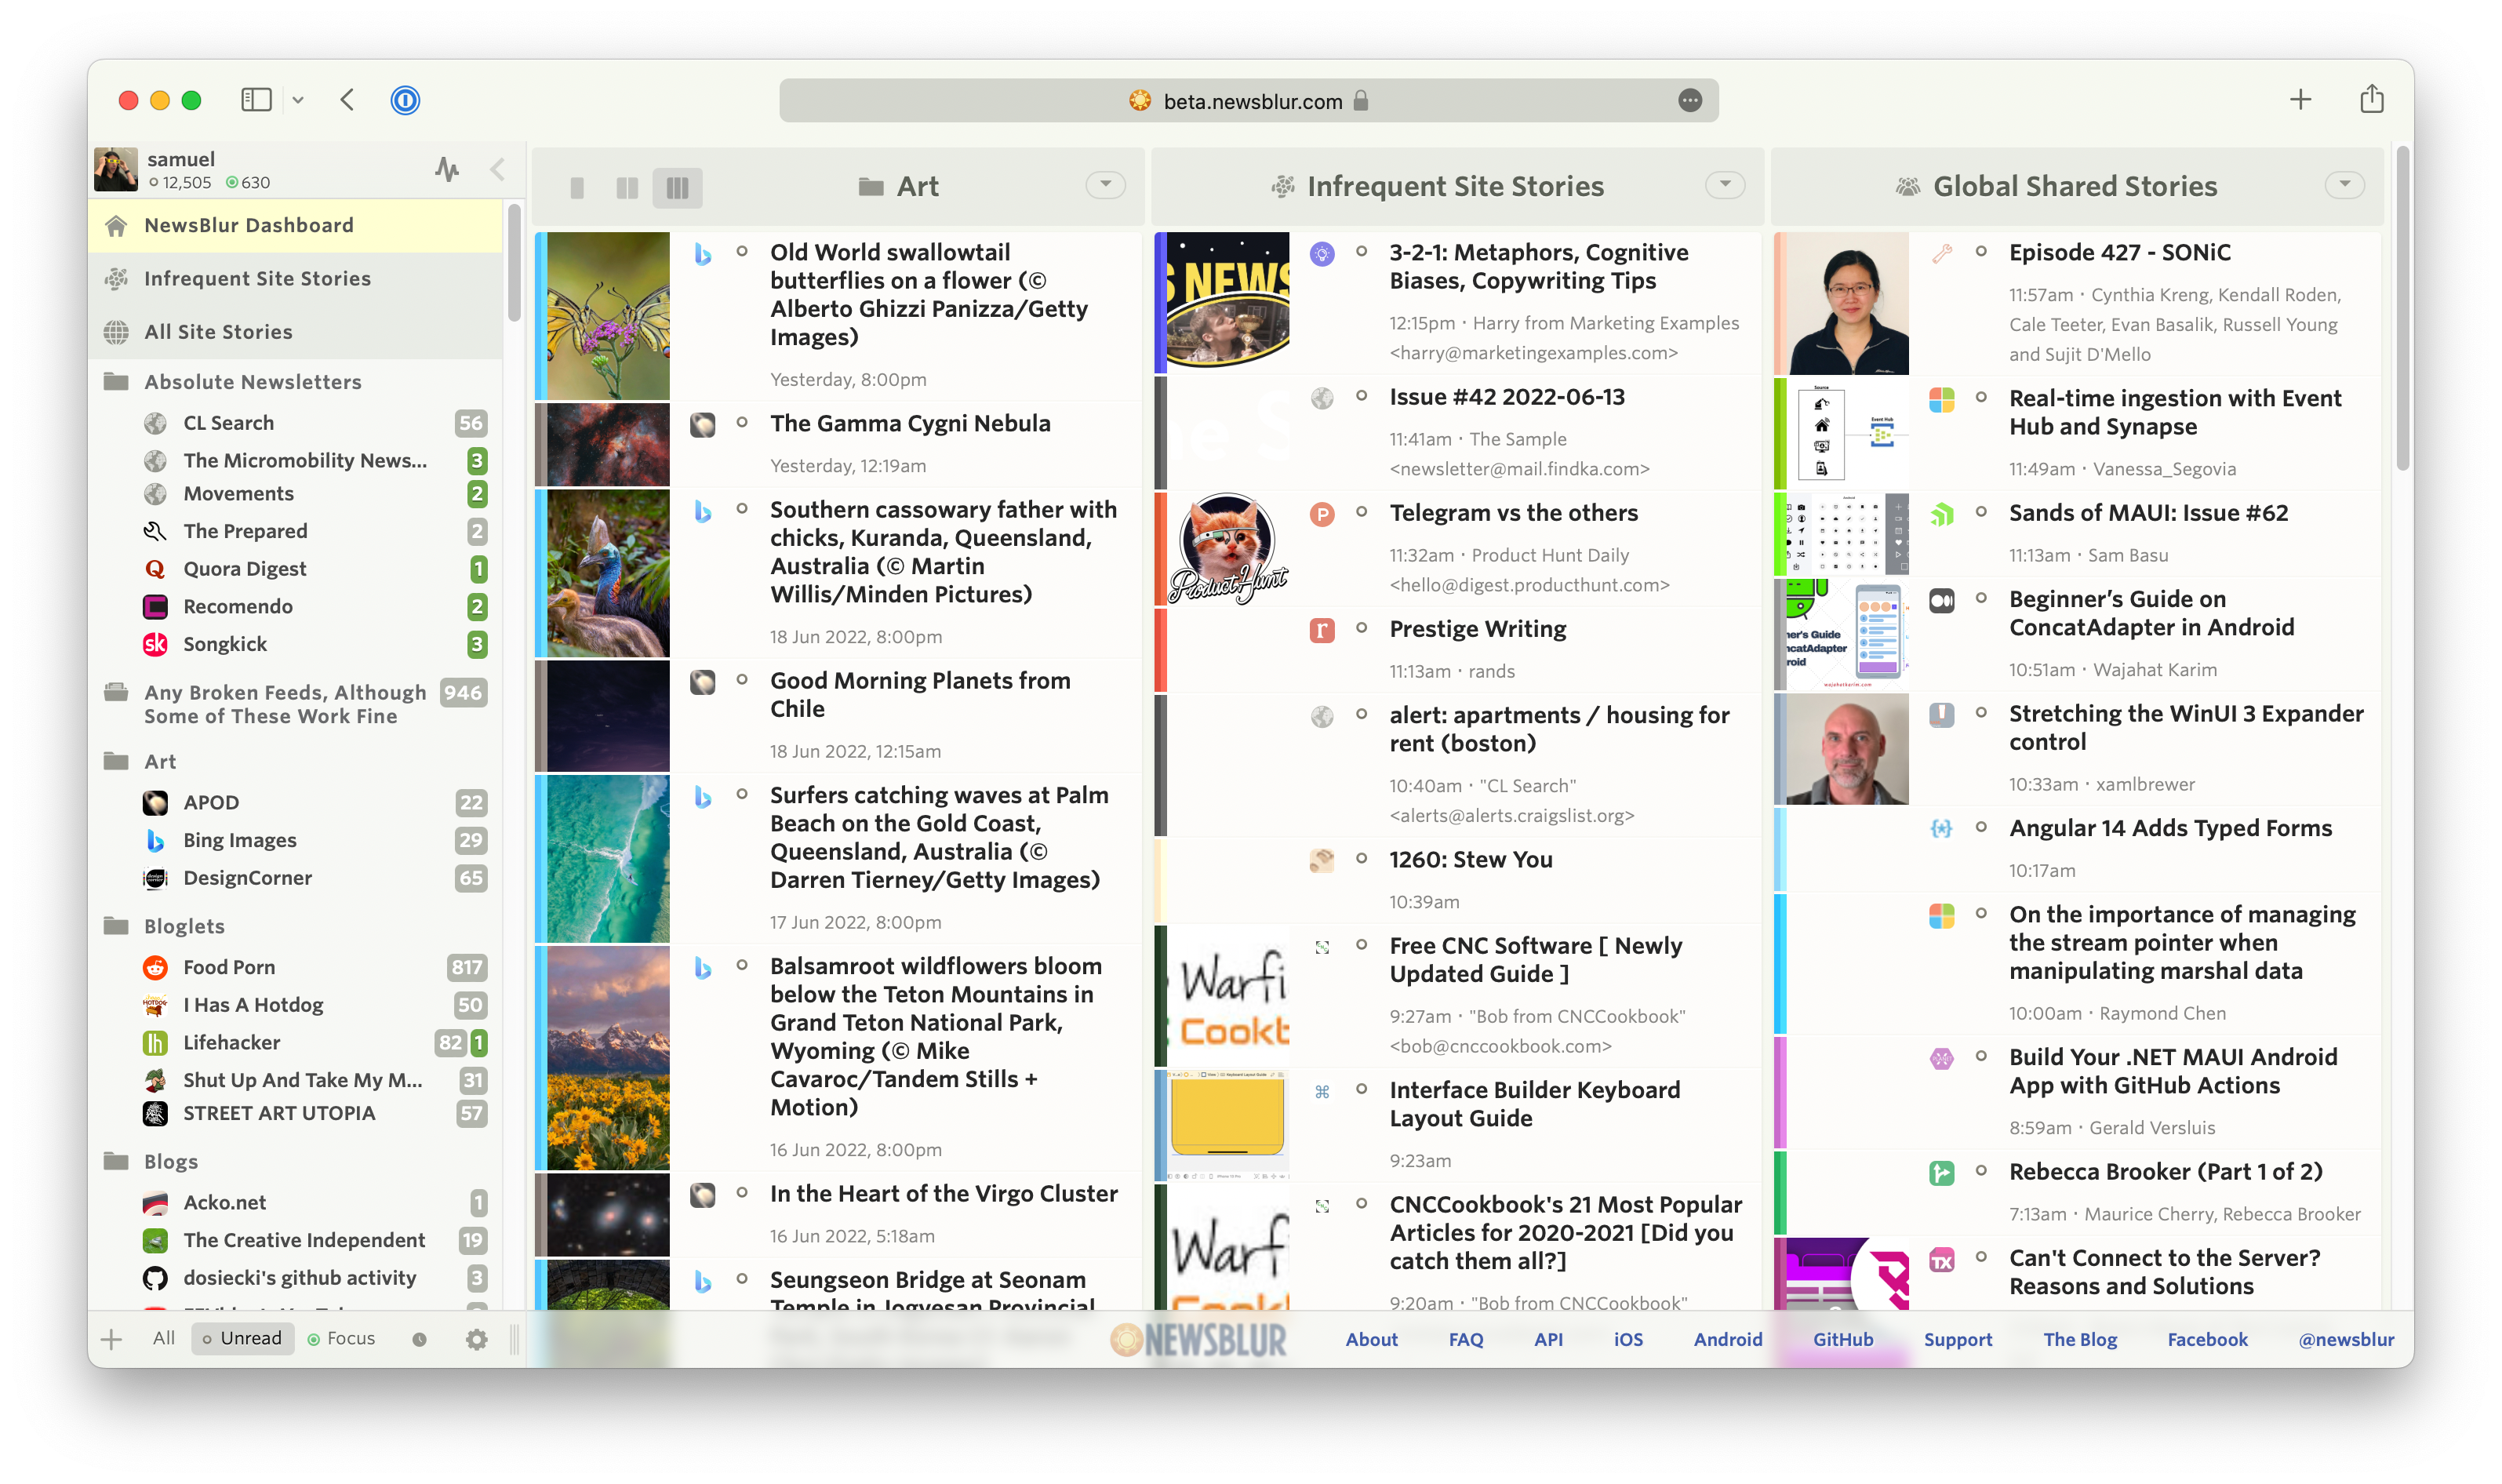 beta.newsblur.com
samuel
12,505 630
NewsBlur Dashboard
Infrequent Site Stories
All Site Stories
Absolute Newsletters
CL Search 56
The Micromobility News... 3
Movements 2
The Prepared 2
Quora Digest 1
Recomendo 2
Songkick 3
Any Broken Feeds, Although 946
Some of These Work Fine
Art
APOD 22
Bing Images 29
DesignCorner 65
Bloglets
Food Porn 817
I Has A Hotdog 50
Lifehacker 82 1
Shut Up And Take My M... 31
STREET ART UTOPIA 57
Blogs
Acko.net 1
The Creative Independent 19
dosiecki's github activity 3
All Unread Focus
Art
Old World swallowtail
butterflies on a flower (©
Alberto Ghizzi Panizza/Getty
Images)
Yesterday, 8:00pm
The Gamma Cygni Nebula
Yesterday, 12:19am
Southern cassowary father with
chicks, Kuranda, Queensland,
Australia (© Martin
Willis/Minden Pictures)
18 Jun 2022, 8:00pm
Good Morning Planets from
Chile
18 Jun 2022, 12:15am
Surfers catching waves at Palm
Beach on the Gold Coast,
Queensland, Australia (©
Darren Tierney/Getty Images)
17 Jun 2022, 8:00pm
Balsamroot wildflowers bloom
below the Teton Mountains in
Grand Teton National Park,
Wyoming (© Mike
Cavaroc/Tandem Stills +
Motion)
16 Jun 2022, 8:00pm
In the Heart of the Virgo Cluster
16 Jun 2022, 5:18am
Seungseon Bridge at Seonam
Temple in Jogyesan Provincial
Infrequent Site Stories
S NEWS
3-2-1: Metaphors, Cognitive
Biases, Copywriting Tips
12:15pm · Harry from Marketing Examples
<harry@marketingexamples.com>
e S
Issue #42 2022-06-13
11:41am · The Sample
<newsletter@mail.findka.com>
Product Hunt
P
Telegram vs the others
11:32am · Product Hunt Daily
<hello@digest.producthunt.com>
r
Prestige Writing
11:13am · rands
alert: apartments / housing for
rent (boston)
10:40am · "CL Search"
<alerts@alerts.craigslist.org>
1260: Stew You
10:39am
Warfi
Cookb
Free CNC Software [ Newly
Updated Guide ]
9:27am · "Bob from CNCCookbook"
<bob@cnccookbook.com>
Interface Builder Keyboard
Layout Guide
9:23am
Warf
Cookl
CNCCookbook's 21 Most Popular
Articles for 2020-2021 [Did you
catch them all?]
9:20am · "Bob from CNCCookbook"
Global Shared Stories
Episode 427 - SONiC
11:57am · Cynthia Kreng, Kendall Roden,
Cale Teeter, Evan Basalik, Russell Young
and Sujit D'Mello
Source
Event Hub
Real-time ingestion with Event
Hub and Synapse
11:49am · Vanessa_Segovia
Sands of MAUI: Issue #62
11:13am · Sam Basu
ner's Guide
ncatAdapter
roid
wajahatkarim.com
Beginner’s Guide on
ConcatAdapter in Android
10:51am · Wajahat Karim
Stretching the WinUI 3 Expander
control
10:33am · xamlbrewer
Angular 14 Adds Typed Forms
10:17am
On the importance of managing
the stream pointer when
manipulating marshal data
10:00am · Raymond Chen
Build Your .NET MAUI Android
App with GitHub Actions
8:59am · Gerald Versluis
Rebecca Brooker (Part 1 of 2)
7:13am · Maurice Cherry, Rebecca Brooker
TX
Can't Connect to the Server?
Reasons and Solutions
NEWSBLUR
About FAQ API iOS Android GitHub Support The Blog Facebook @newsblur